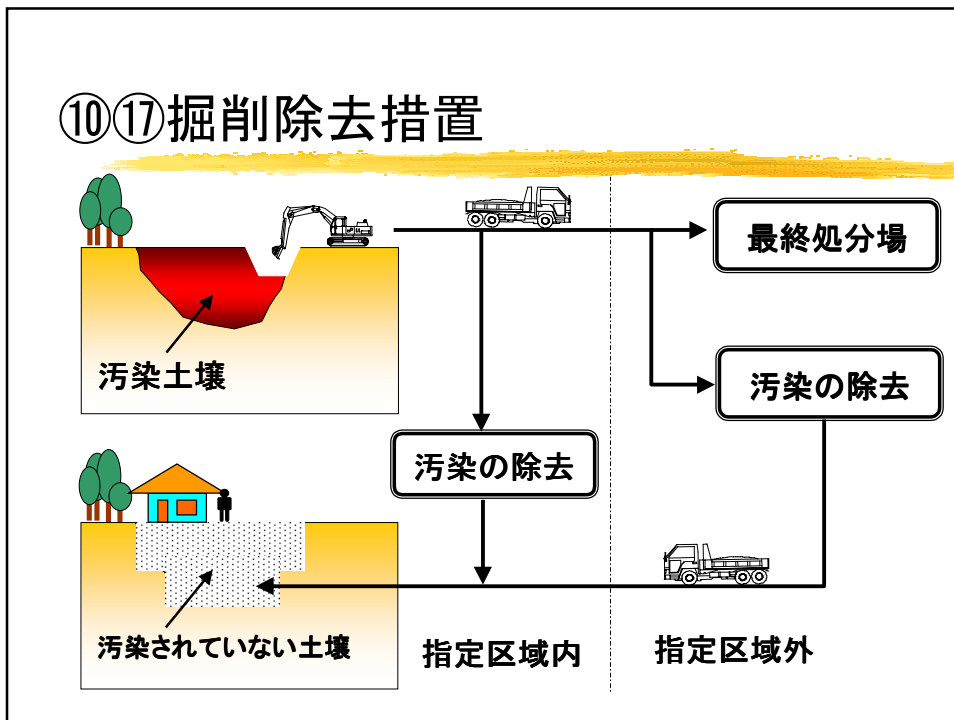 ⑩⑰掘削除去措置
最終処分場
汚染土壌
汚染の除去
汚染の除去
汚染されていない土壌
指定区域内
指定区域外